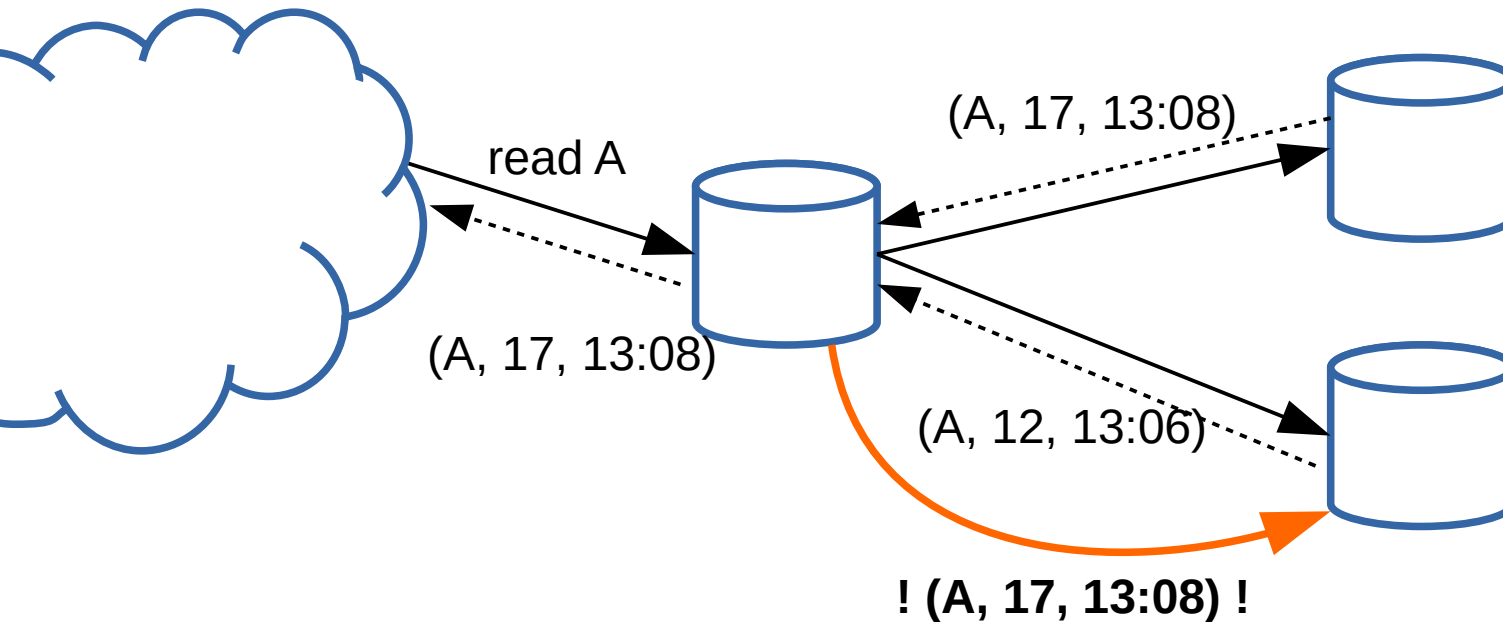 (A, 17, 13:08)
read A
(A, 17, 13:08)
(A, 12, 13:06)
! (A, 17, 13:08) !